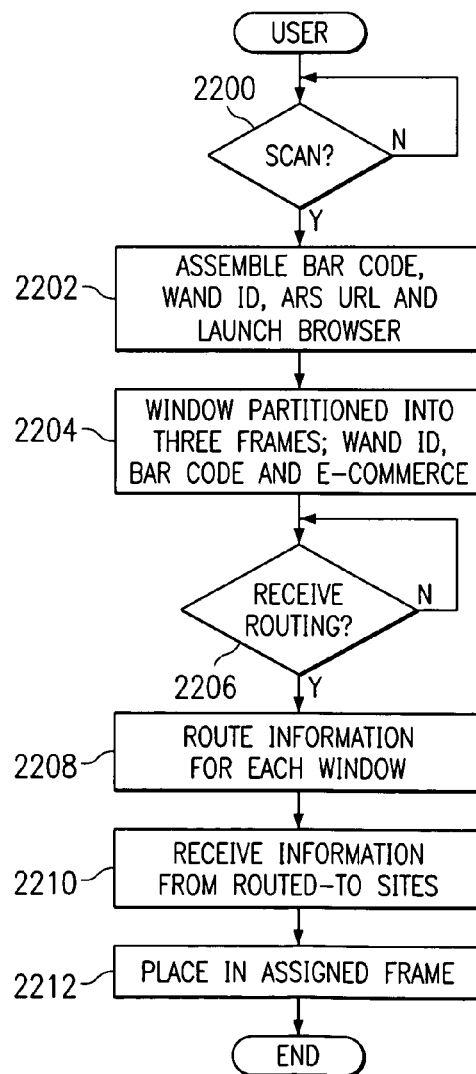 USER
2200
SCAN?
N
Y
2202
ASSEMBLE BAR CODE,
WAND ID, ARS URL AND
LAUNCH BROWSER
2204
WINDOW PARTITIONED INTO
THREE FRAMES; WAND ID,
BAR CODE AND E-COMMERCE
RECEIVE
ROUTING?
N
2206
Y
2208
ROUTE INFORMATION
FOR EACH WINDOW
2210
RECEIVE INFORMATION
FROM ROUTED-TO SITES
2212
PLACE IN ASSIGNED FRAME
END